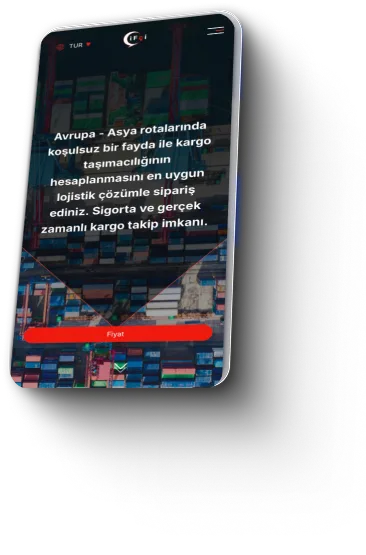 TUR
Avrupa - Asya rotalarında
koşulsuz bir fayda ile kargo
taşımacılığının
hesaplanmasını en uygun
lojistik çözümle sipariş
ediniz. Sigorta ve gerçek
zamanlı kargo takip imkanı.
Fiyat